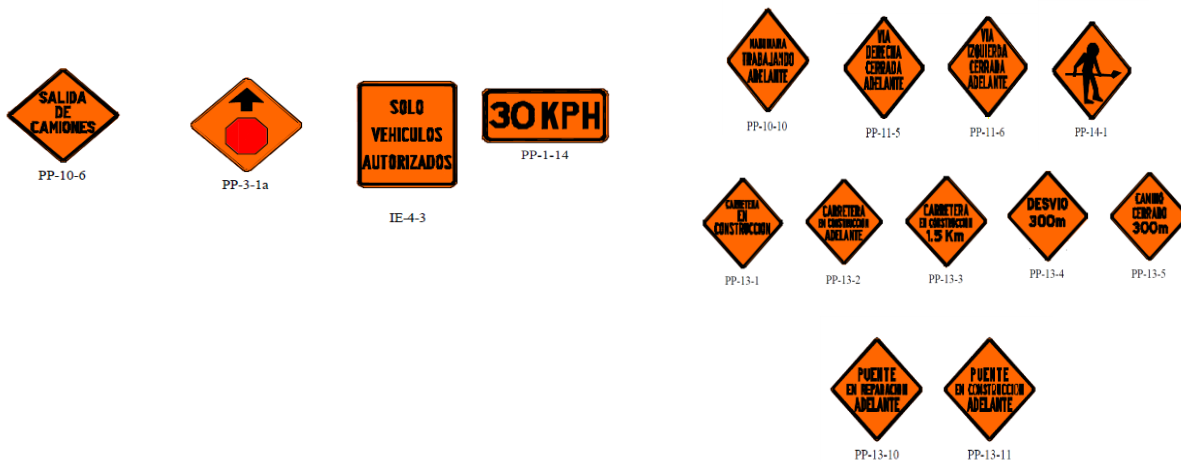 SALIDA
DE
CAMIONES
PP-10-6
PP-3-1a
SOLO
VEHICULOS
AUTORIZADOS
IE-4-3
30 KPH
PP-1-14
MAQUINARIA
TRABAJANDO
ADELANTE
PP-10-10
VIA
DERECHA
CERRADA
ADELANTE
PP-11-5
VIA
IZQUIERDA
CERRADA
ADELANTE
PP-11-6
PP-14-1
CARRETERA
EN
CONSTRUCCIÓN
PP-13-1
CARRETERA
EN CONSTRUCCION
ADELANTE
PP-13-2
CARRETERA
EN CONSTRUCCION
1.5 Km
PP-13-3
DESVIO
300m
PP-13-4
CAMINO
CERRADO
300m
PP-13-5
PUENTE
EN REPARACION
ADELANTE
PP-13-10
PUENTE
EN CONSTRUCCION
ADELANTE
PP-13-11